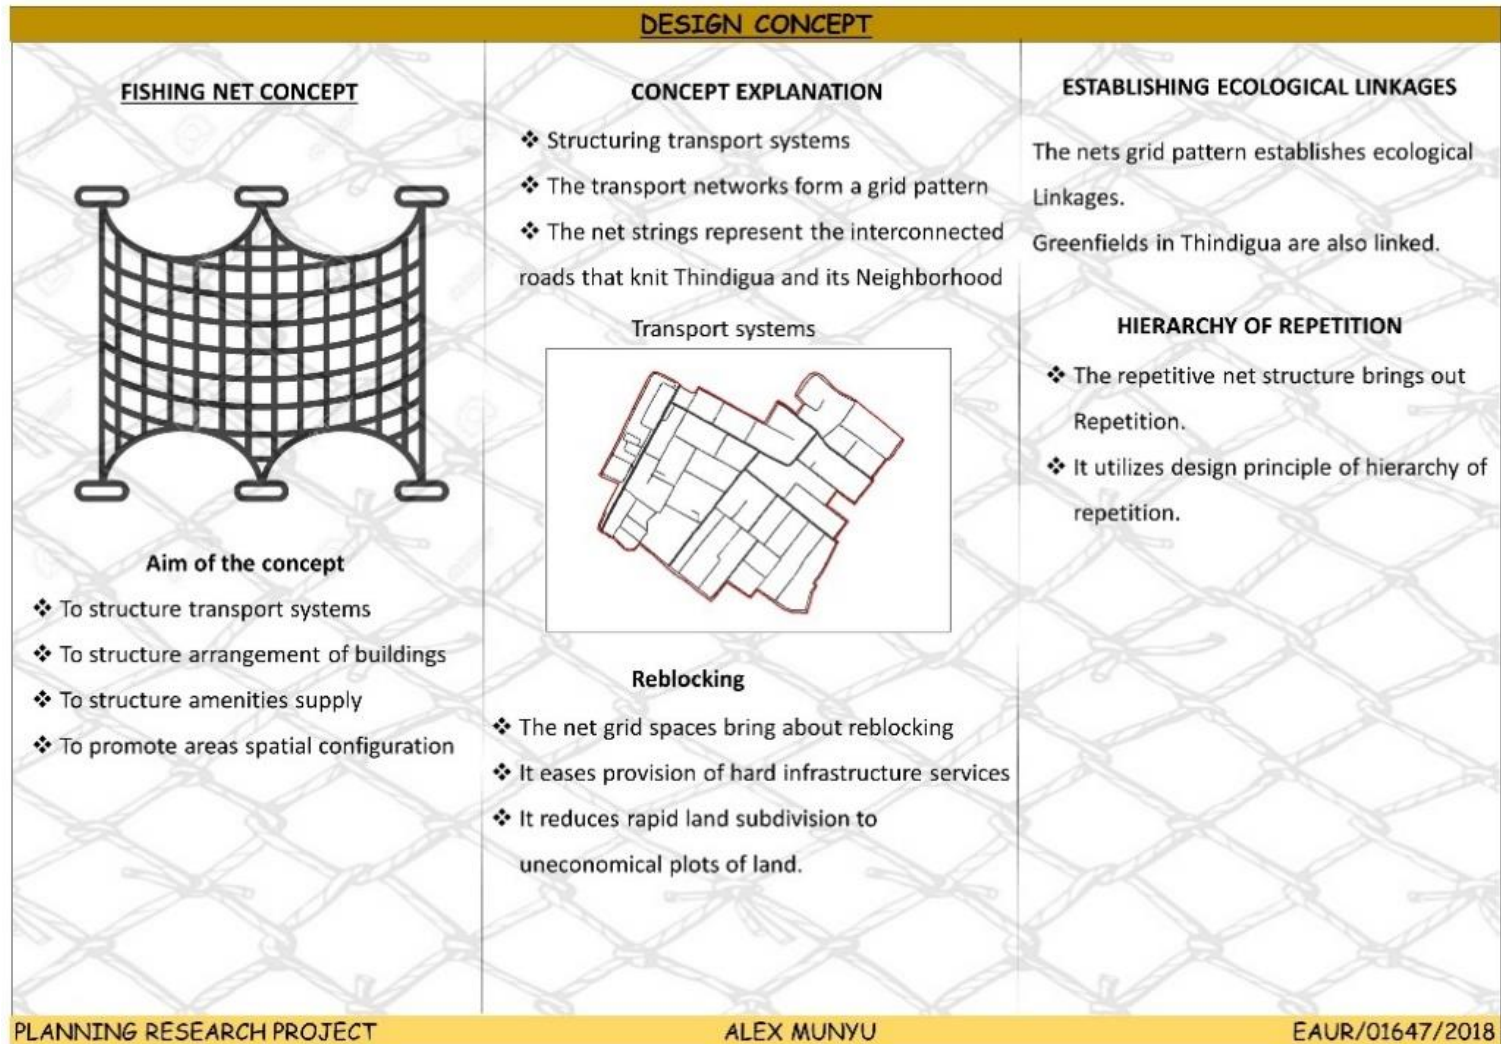 DESIGN CONCEPT
FISHING NET CONCEPT
Aim of the concept
❖ To structure transport systems
❖ To structure arrangement of buildings
❖ To structure amenities supply
❖ To promote areas spatial configuration
CONCEPT EXPLANATION
❖ Structuring transport systems
❖ The transport networks form a grid pattern
❖ The net strings represent the interconnected
roads that knit Thindigua and its Neighborhood
Transport systems
Reblocking
❖ The net grid spaces bring about reblocking
❖ It eases provision of hard infrastructure services
❖ It reduces rapid land subdivision to
uneconomical plots of land.
ESTABLISHING ECOLOGICAL LINKAGES
The nets grid pattern establishes ecological
Linkages.
Greenfields in Thindigua are also linked.
HIERARCHY OF REPETITION
❖ The repetitive net structure brings out
Repetition.
❖ It utilizes design principle of hierarchy of
repetition.
PLANNING RESEARCH PROJECT
ALEX MUNYU
EAUR/01647/2018